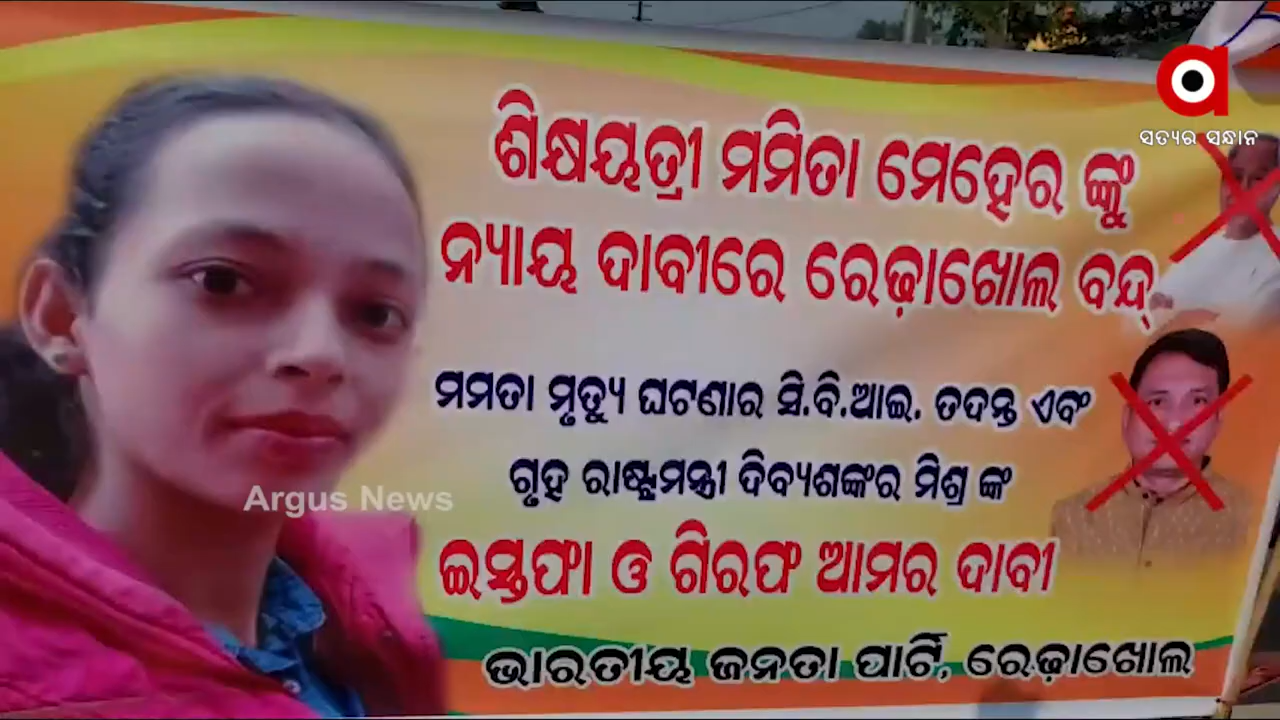 ସତ୍ୟର ସନ୍ଧାନ
ଶିକ୍ଷୟତ୍ରୀ ମମିତା ମେହେର ଙ୍କୁ
ନ୍ୟାୟ ଦାବୀରେ ରେଢ଼ାଖୋଲ ବନ୍ଦ୍
ମମତା ମୃତ୍ୟୁ ଘଟଣାର ସି.ବି.ଆଇ. ତଦନ୍ତ ଏବଂ
ଗୃହ ରାଷ୍ଟ୍ରମନ୍ତ୍ରୀ ଦିବ୍ୟଶଙ୍କର ମିଶ୍ର ଙ୍କ
Argus News
ଇସ୍ତଫା ଓ ଗିରଫ ଆମର ଦାବୀ
ଭାରତୀୟ ଜନତା ପାର୍ଟି, ରେଢ଼ାଖୋଲ